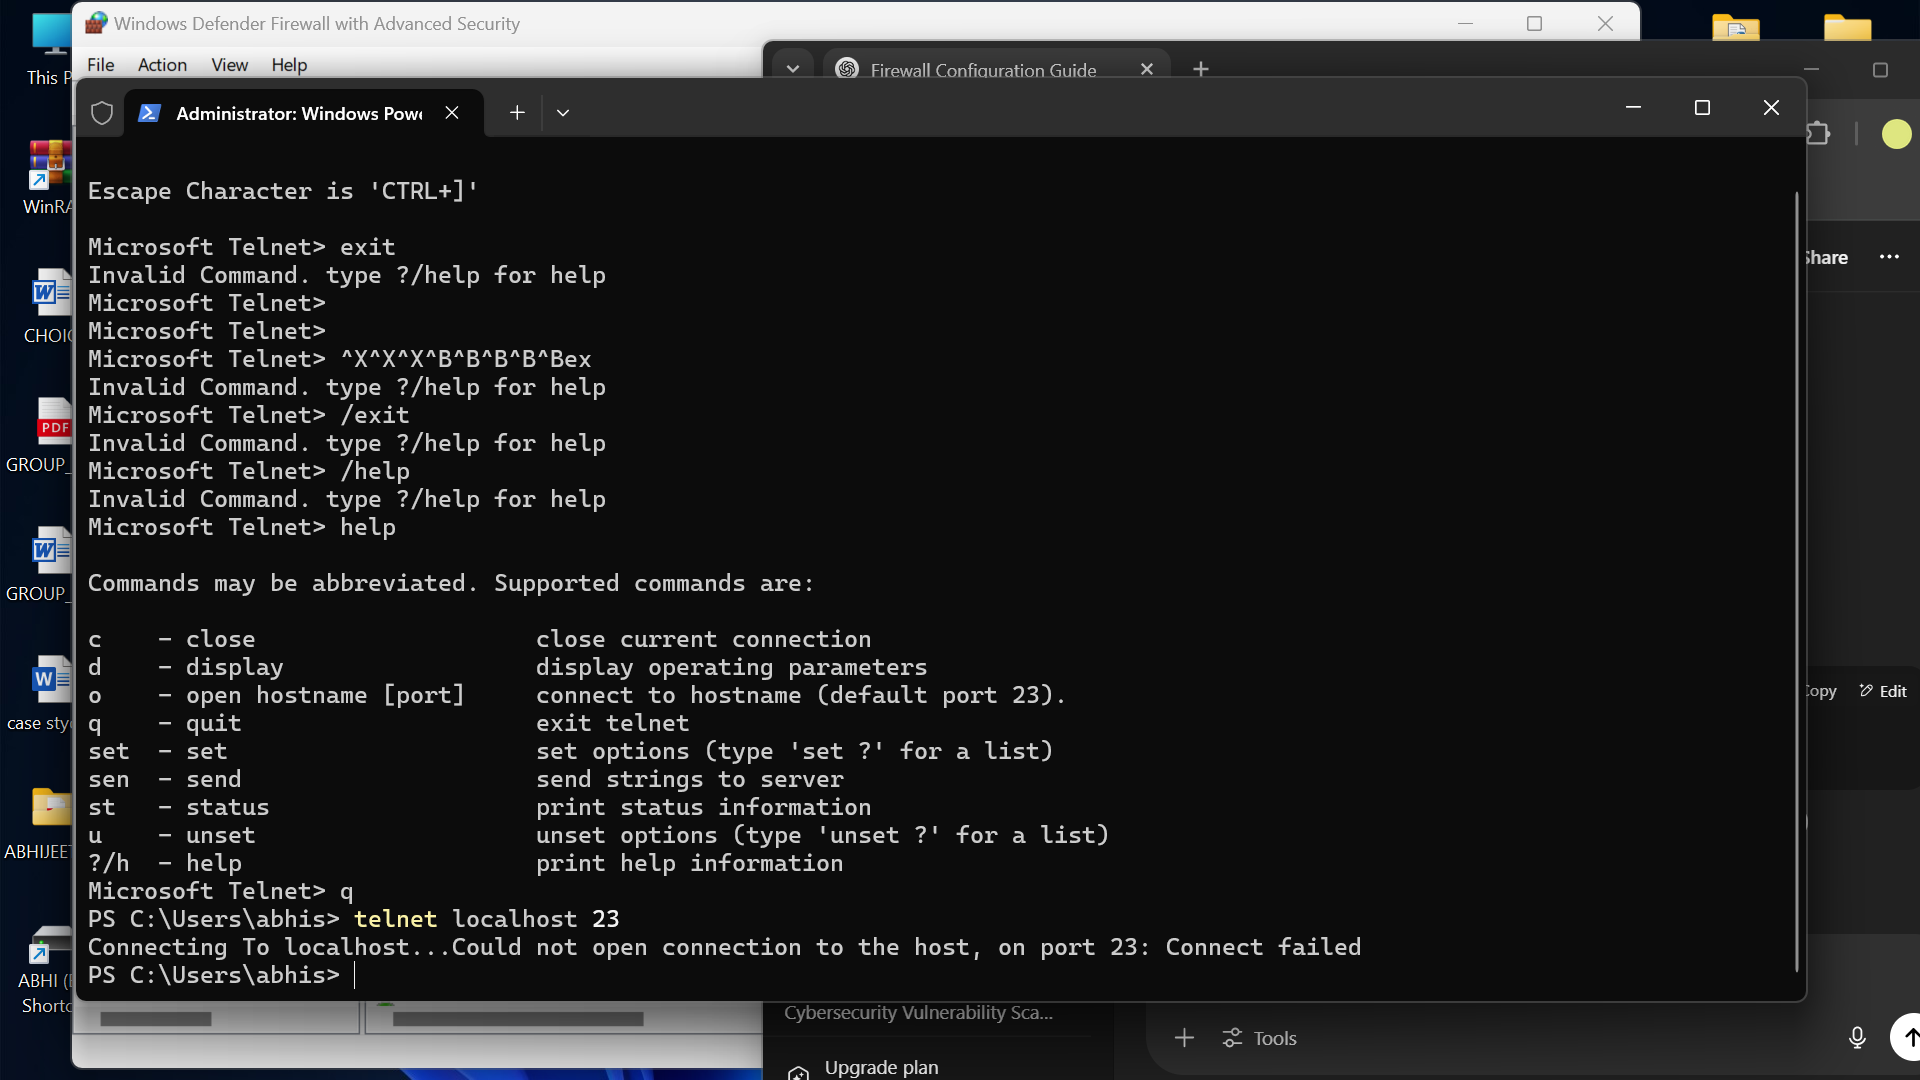 This P
Windows Defender Firewall with Advanced Security
File Action View Help
Firewall Configuration Guide
Administrator: Windows Powe
Escape Character is 'CTRL+]'
Microsoft Telnet> exit
Invalid Command. type ?/help for help
Microsoft Telnet>
Microsoft Telnet>
Microsoft Telnet> ^X^X^X^B^B^B^B^Bex
Invalid Command. type ?/help for help
Microsoft Telnet> /exit
Invalid Command. type ?/help for help
Microsoft Telnet> /help
Invalid Command. type ?/help for help
Microsoft Telnet> help
Commands may be abbreviated. Supported commands are:
c - close close current connection
d - display display operating parameters
o - open hostname [port] connect to hostname (default port 23).
q - quit exit telnet
set - set set options (type 'set ?' for a list)
sen - send send strings to server
st - status print status information
u - unset unset options (type 'unset ?' for a list)
?/h - help print help information
Microsoft Telnet> q
PS C:\Users\abhis> telnet localhost 23
Connecting To localhost...Could not open connection to the host, on port 23: Connect failed
PS C:\Users\abhis>
WinRA
CHOIC
PDF
GROUP_
GROUP_
case styc
ABHIJEET
ABHI (
Shortc
Share
Copy Edit
Cybersecurity Vulnerability Sca...
Upgrade plan
Tools